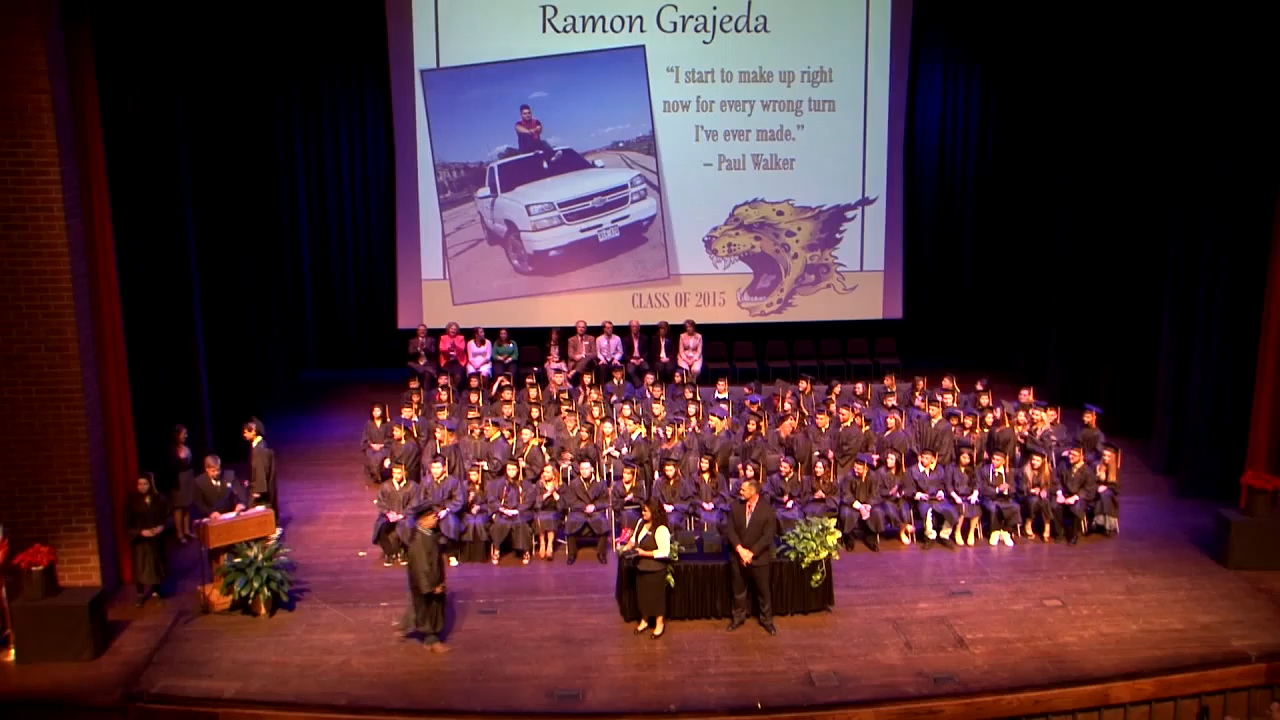 Ramon Grajeda
“I start to make up right
now for every wrong turn
I’ve ever made.”
– Paul Walker
CLASS OF 2015